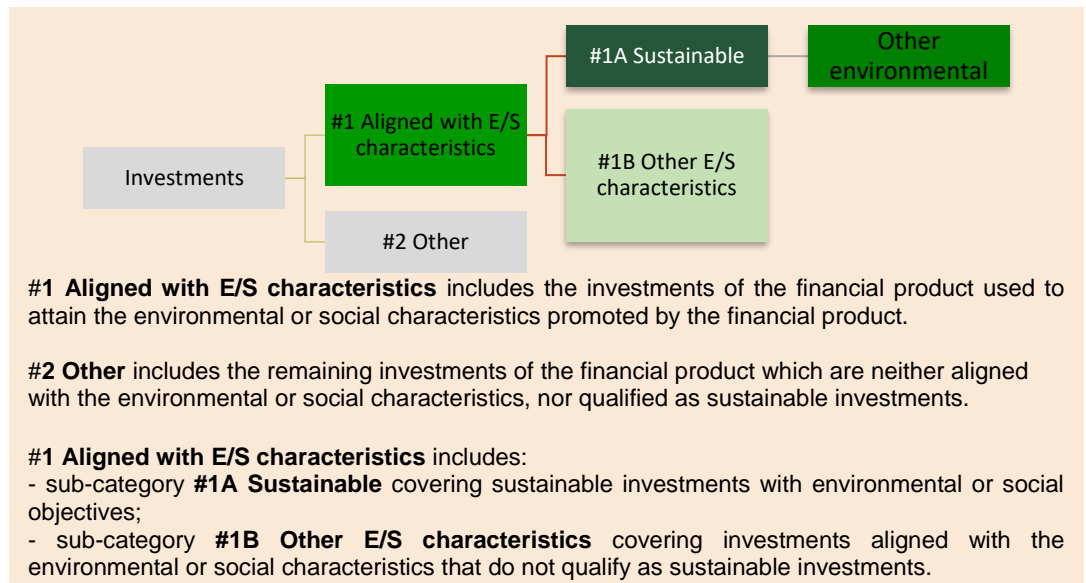 #1A Sustainable
Other
environmental
#1 Aligned with E/S
characteristics
#1B Other E/S
characteristics
Investments
#2 Other
#1 Aligned with E/S characteristics includes the investments of the financial product used to
attain the environmental or social characteristics promoted by the financial product.
#2 Other includes the remaining investments of the financial product which are neither aligned
with the environmental or social characteristics, nor qualified as sustainable investments.
#1 Aligned with E/S characteristics includes:
- sub-category #1A Sustainable covering sustainable investments with environmental or social
objectives;
- sub-category #1B Other E/S characteristics covering investments aligned with the
environmental or social characteristics that do not qualify as sustainable investments.